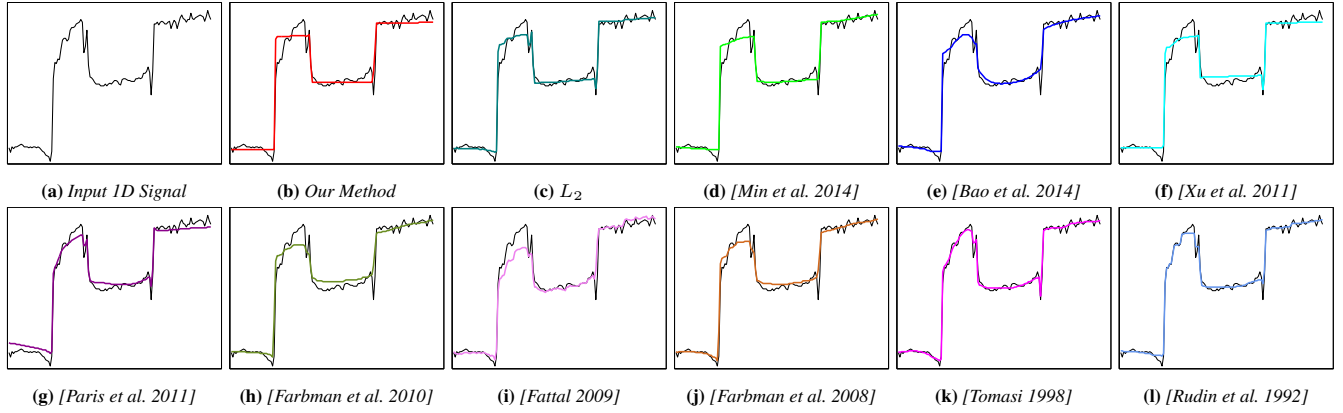 (a) Input 1D Signal
(b) Our Method
(c) L2
(d) [Min et al. 2014]
(e) [Bao et al. 2014]
(f) [Xu et al. 2011]
(g) [Paris et al. 2011]
(h) [Farbman et al. 2010]
(i) [Fattal 2009]
(j) [Farbman et al. 2008]
(k) [Tomasi 1998]
(l) [Rudin et al. 1992]